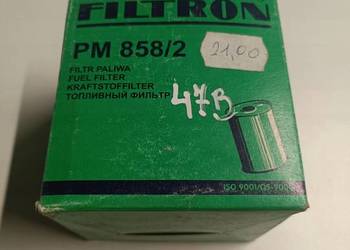 FILTRON
PM 858/2
21,00
FILTR PALIWA
FUEL FILTER
KRAFTSTOFFILTER
ТОПЛИВНЫЙ ФИЛЬТР
47B
ISO 9001/QS-9000